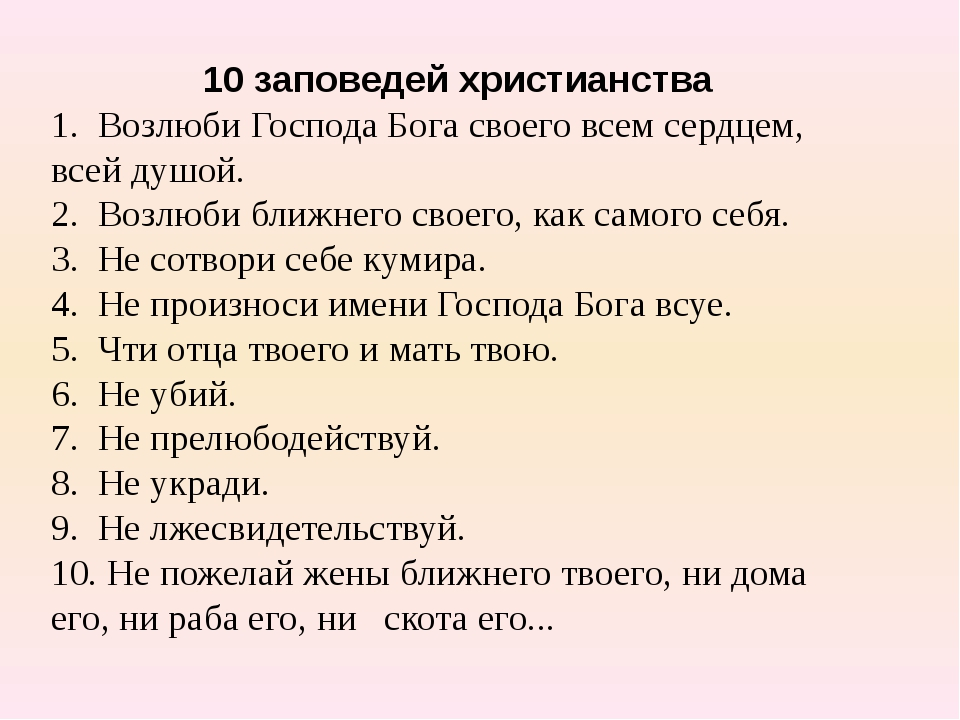 10 заповедей христианства
1. Возлюби Господа Бога своего всем сердцем,
всей душой.
2. Возлюби ближнего своего, как самого себя.
3. Не сотвори себе кумира.
4. Не произноси имени Господа Бога всуе.
5. Чти отца твоего и мать твою.
6. Не убий.
7. Не прелюбодействуй.
8. Не укради.
9. Не лжесвидетельствуй.
10. Не пожелай жены ближнего твоего, ни дома
его, ни раба его, ни скота его...